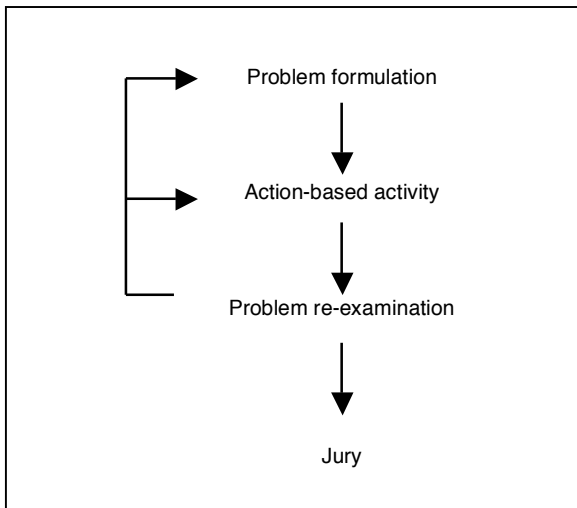 Problem formulation
Action-based activity
Problem re-examination
Jury